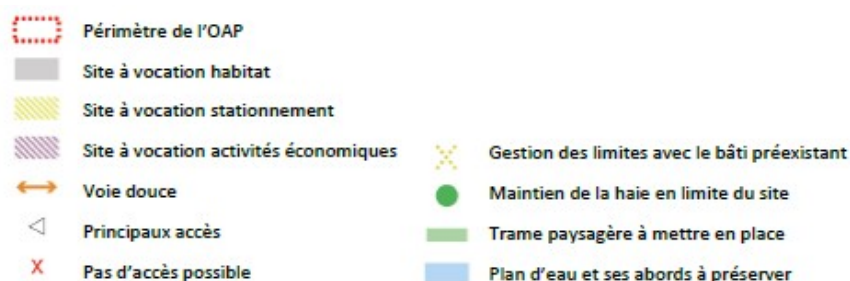 Périmètre de l'OAP
Site à vocation habitat
Site à vocation stationnement
Site à vocation activités économiques
Voie douce
Principaux accès
X Pas d'accès possible
Gestion des limites avec le bâti préexistant
Maintien de la haie en limite du site
Trame paysagère à mettre en place
Plan d'eau et ses abords à préserver